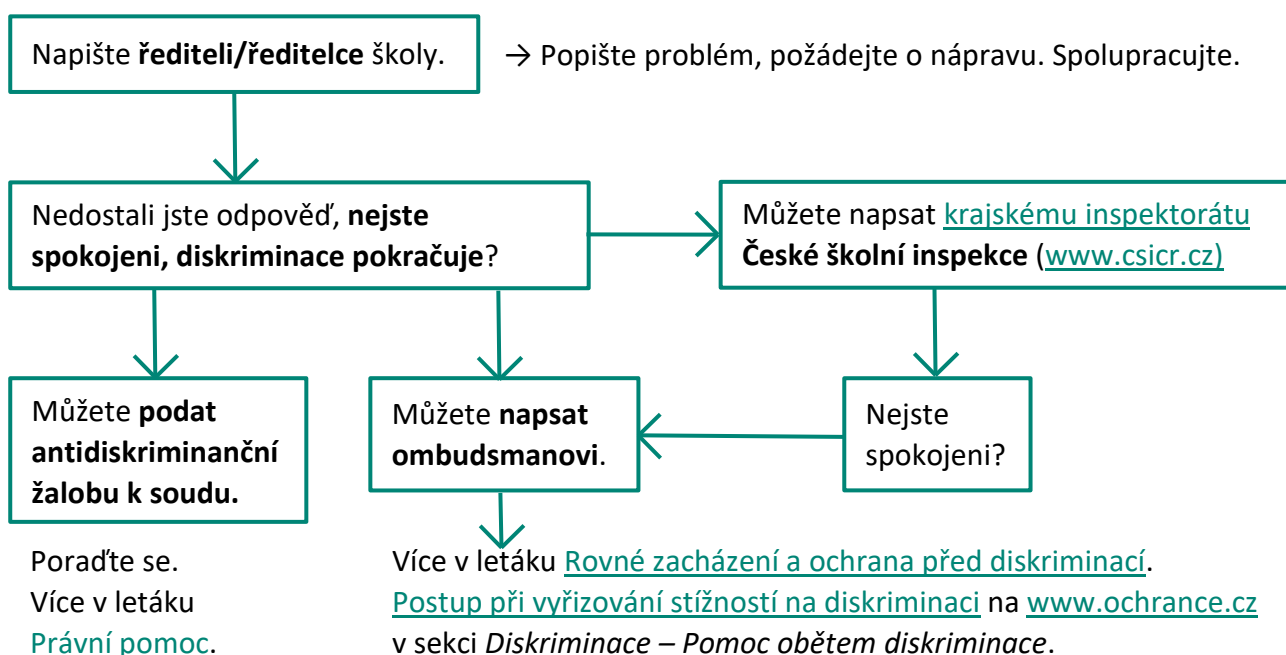 Napište řediteli/ředitelce školy.
→ Popište problém, požádejte o nápravu. Spolupracujte.
Nedostali jste odpověď, nejste
spokojeni, diskriminace pokračuje?
Můžete napsat krajskému inspektorátu
České školní inspekce (www.csicr.cz)
Můžete podat
antidiskriminanční
žalobu k soudu.
Můžete napsat
ombudsmanovi.
Nejste
spokojeni?
Poraďte se.
Více v letáku
Právní pomoc.
Více v letáku Rovné zacházení a ochrana před diskriminací.
Postup při vyřizování stížností na diskriminaci na www.ochrance.cz
v sekci Diskriminace – Pomoc obětem diskriminace.